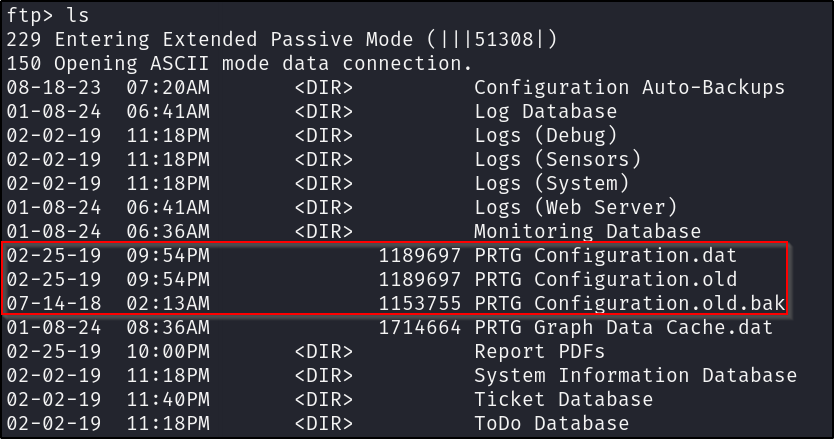 ftp> ls
229 Entering Extended Passive Mode (|||51308|)
150 Opening ASCII mode data connection.
08-18-23  07:20AM       <DIR>          Configuration Auto-Backups
01-08-24  06:41AM       <DIR>          Log Database
02-02-19  11:18PM       <DIR>          Logs (Debug)
02-02-19  11:18PM       <DIR>          Logs (Sensors)
02-02-19  11:18PM       <DIR>          Logs (System)
01-08-24  06:41AM       <DIR>          Logs (Web Server)
01-08-24  06:36AM       <DIR>          Monitoring Database
02-25-19  09:54PM              1189697 PRTG Configuration.dat
02-25-19  09:54PM              1189697 PRTG Configuration.old
07-14-18  02:13AM              1153755 PRTG Configuration.old.bak
01-08-24  08:36AM              1714664 PRTG Graph Data Cache.dat
02-25-19  10:00PM       <DIR>          Report PDFs
02-02-19  11:18PM       <DIR>          System Information Database
02-02-19  11:40PM       <DIR>          Ticket Database
02-02-19  11:18PM       <DIR>          ToDo Database